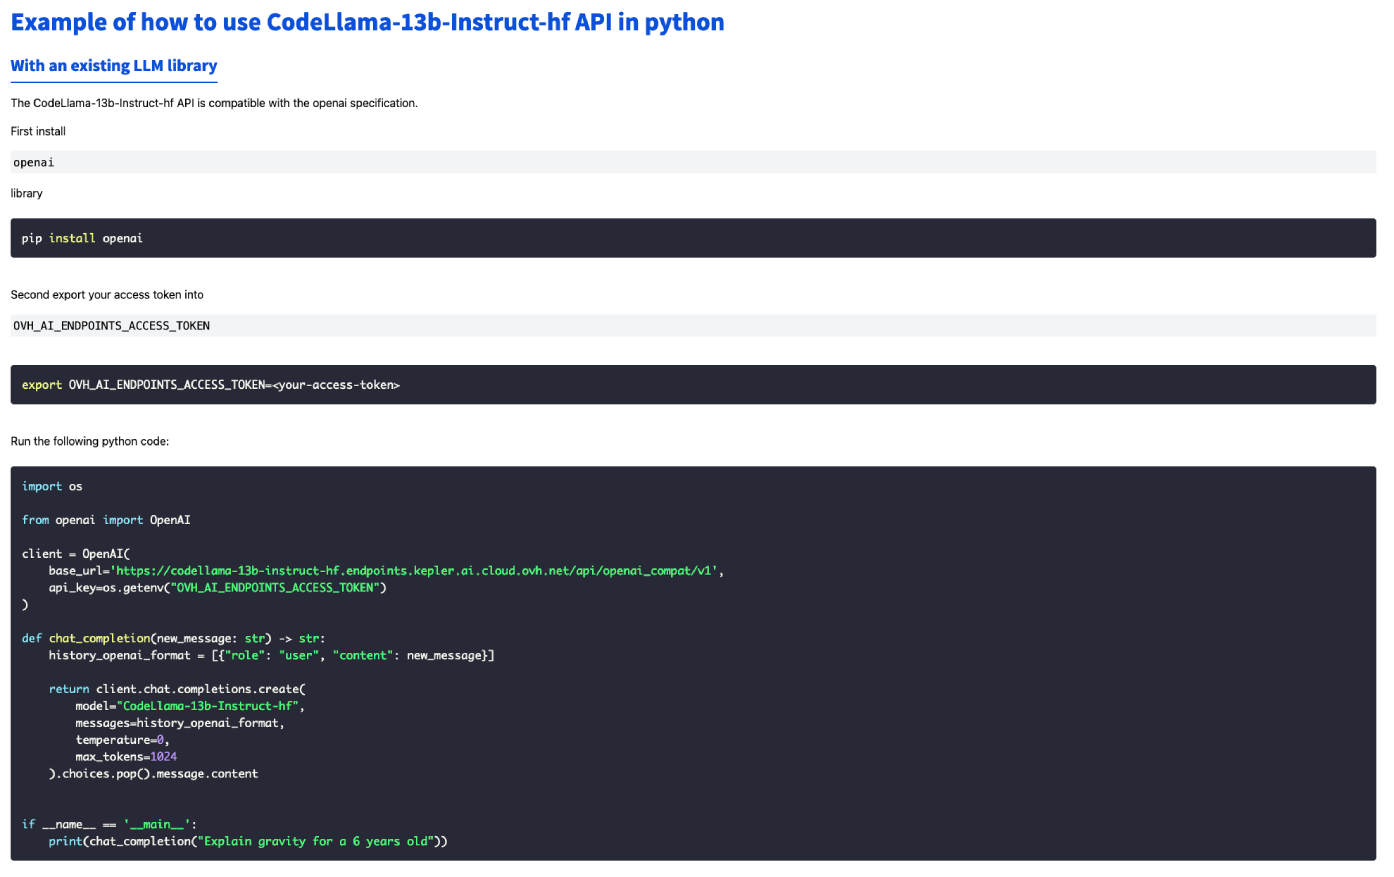 Example of how to use CodeLlama-13b-Instruct-hf API in python
With an existing LLM library
The CodeLlama-13b-Instruct-hf API is compatible with the openai specification.
First install
openai
library
pip install openai
Second export your access token into
OVH_AI_ENDPOINTS_ACCESS_TOKEN
export OVH_AI_ENDPOINTS_ACCESS_TOKEN=<your-access-token>
Run the following python code:
import os
from openai import OpenAI
client = OpenAI(
    base_url='https://codellama-13b-instruct-hf.endpoints.kepler.ai.cloud.ovh.net/api/openai_compat/v1',
    api_key=os.getenv("OVH_AI_ENDPOINTS_ACCESS_TOKEN")
)
def chat_completion(new_message: str) -> str:
    history_openai_format = [{"role": "user", "content": new_message}]
    return client.chat.completions.create(
        model="CodeLlama-13b-Instruct-hf",
        messages=history_openai_format,
        temperature=0,
        max_tokens=1024
    ).choices.pop().message.content
if __name__ == '__main__':
    print(chat_completion("Explain gravity for a 6 years old"))